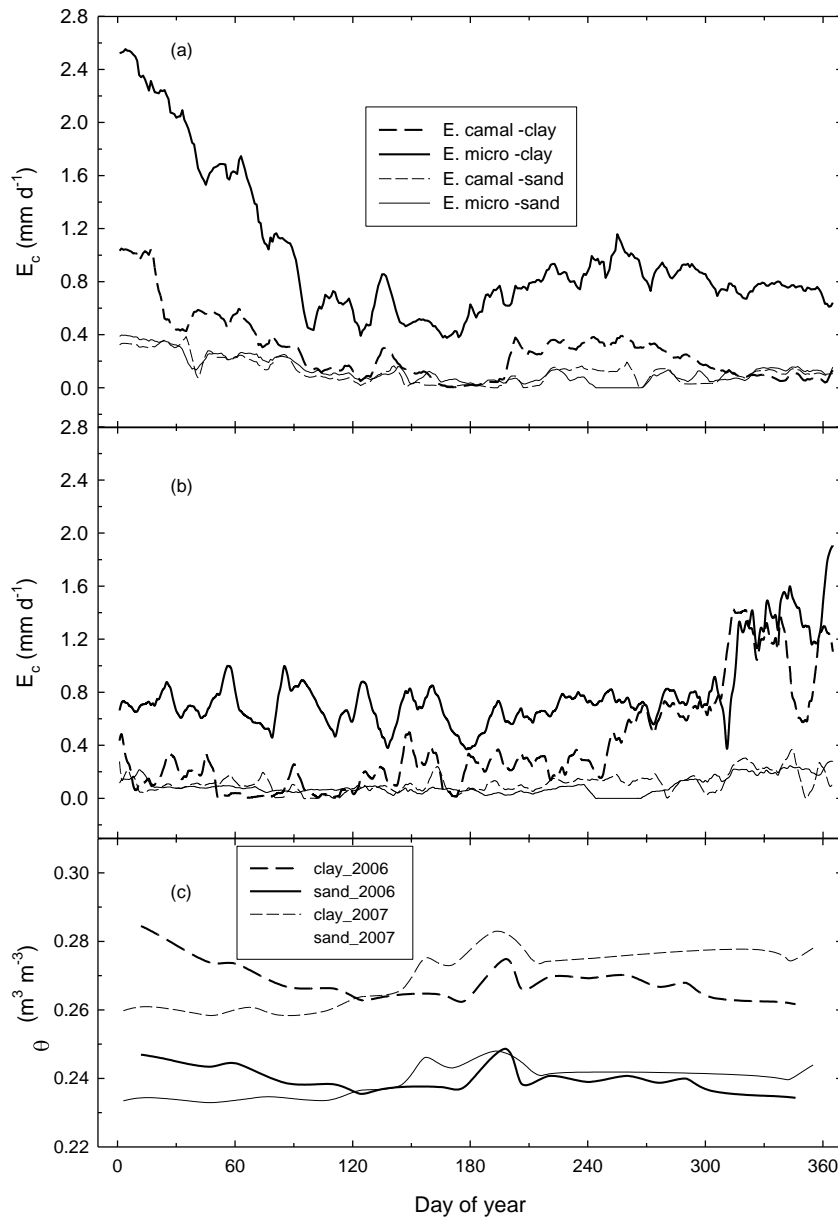 2.8
2.4
2.0
1.6
1.2
0.8
0.4
0.0
E_c (mm d⁻¹)
(a)
E. camal -clay
E. micro -clay
E. camal -sand
E. micro -sand
2.8
2.4
2.0
1.6
1.2
0.8
0.4
0.0
E_c (mm d⁻¹)
(b)
0.30
0.28
0.26
0.24
0.22
θ (m³ m⁻³)
(c)
clay_2006
sand_2006
clay_2007
sand_2007
0 60 120 180 240 300 360
Day of year